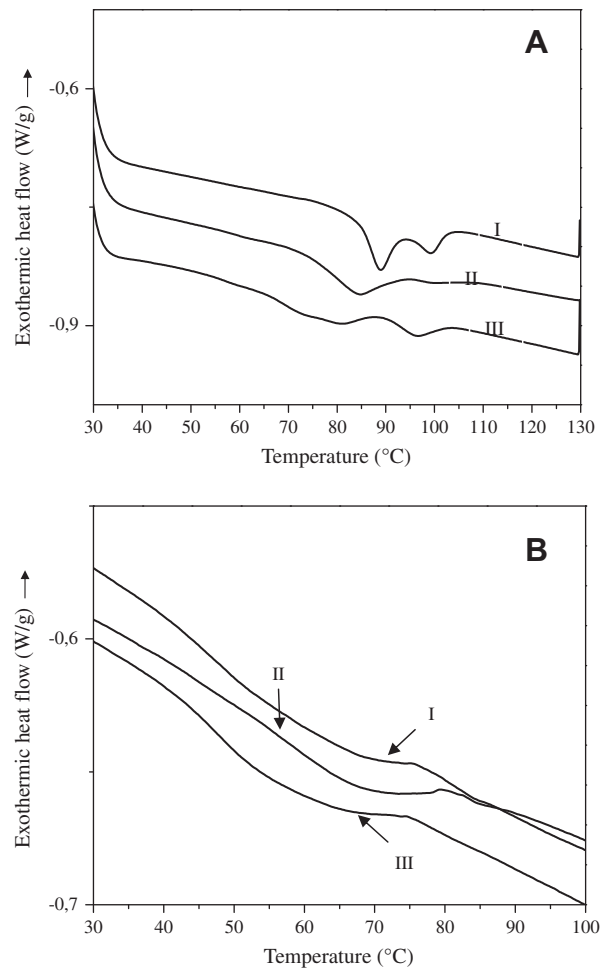 A
Exothermic heat flow (W/g)
-0,6
-0,9
I
II
III
30 40 50 60 70 80 90 100 110 120 130
Temperature (°C)
B
Exothermic heat flow (W/g)
-0,6
-0,7
II
I
III
30 40 50 60 70 80 90 100
Temperature (°C)